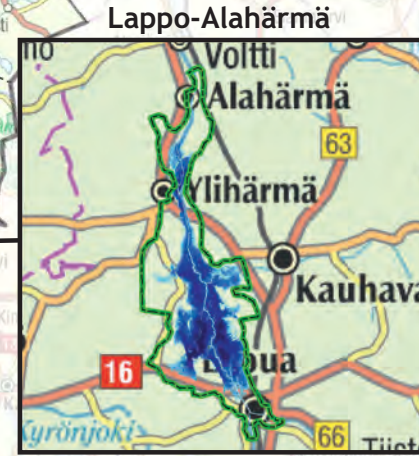 Lappo-Alahärmä
Voltti
Alahärmä
63
Ylihärmä
Kauhava
16
Lapua
Kyrönjoki
66